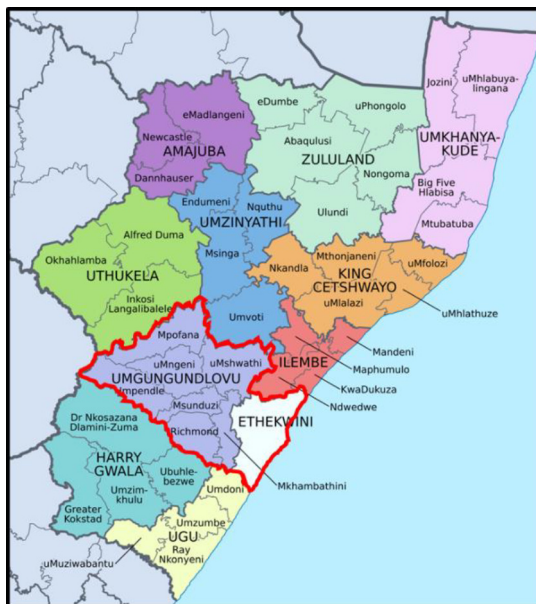 Jozini
uMhlabuya-
lingana
eDumbe
uPhongolo
eMadlangeni
UMKHANYA-
KUDE
Newcastle
AMAJUBA
Abaqulusi
ZULULAND
Dannhauser
Nongoma
Big Five
Hlabisa
Endumeni
Nquthu
UMZINYATHI
Ulundi
Mtubatuba
Alfred Duma
Msinga
Mthonjaneni
Okhahlamba
UTHUKELA
Nkandla
KING
CETSHWAYO
uMfolozi
uMlalazi
Inkosi
Langalibalele
uMhlathuze
Umvoti
Mpofana
Mandeni
uMngeni
uMshwathi
ILEMBE
Maphumulo
UMGUNGUNDLOVU
Impendle
KwaDukuza
Ndwedwe
Msunduzi
Dr Nkosazana
Dlamini-Zuma
ETHEKWINI
Richmond
HARRY
GWALA
Ubuhle-
bezwe
Mkhambathini
Umzim-
khulu
Umdoni
Greater
Kokstad
Umzumbe
UGU
Ray
Nkonyeni
uMuziwabantu